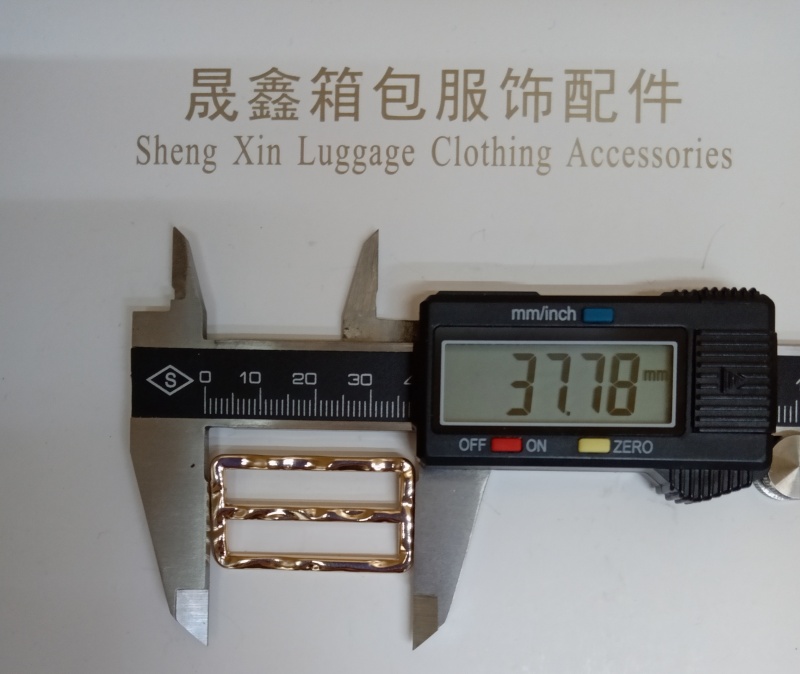 晟鑫箱包服饰配件
Sheng Xin Luggage Clothing Accessories
mm/inch
37.78 mm
S 0 10 20 30
OFF ON ZERO